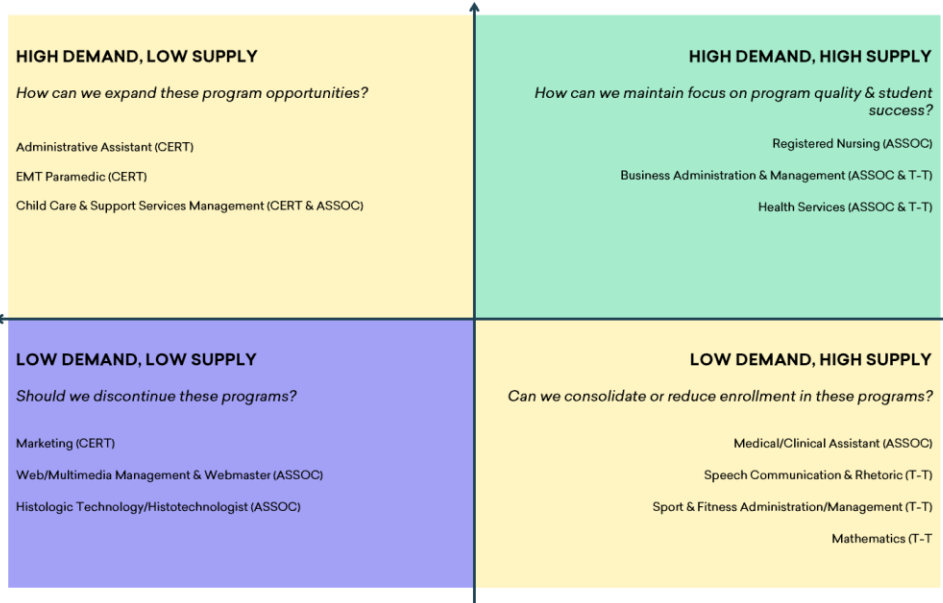 HIGH DEMAND, LOW SUPPLY
How can we expand these program opportunities?
Administrative Assistant (CERT)
EMT Paramedic (CERT)
Child Care & Support Services Management (CERT & ASSOC)
HIGH DEMAND, HIGH SUPPLY
How can we maintain focus on program quality & student
success?
Registered Nursing (ASSOC)
Business Administration & Management (ASSOC & T-T)
Health Services (ASSOC & T-T)
LOW DEMAND, LOW SUPPLY
Should we discontinue these programs?
Marketing (CERT)
Web/Multimedia Management & Webmaster (ASSOC)
Histologic Technology/Histotechnologist (ASSOC)
LOW DEMAND, HIGH SUPPLY
Can we consolidate or reduce enrollment in these programs?
Medical/Clinical Assistant (ASSOC)
Speech Communication & Rhetoric (T-T)
Sport & Fitness Administration/Management (T-T)
Mathematics (T-T